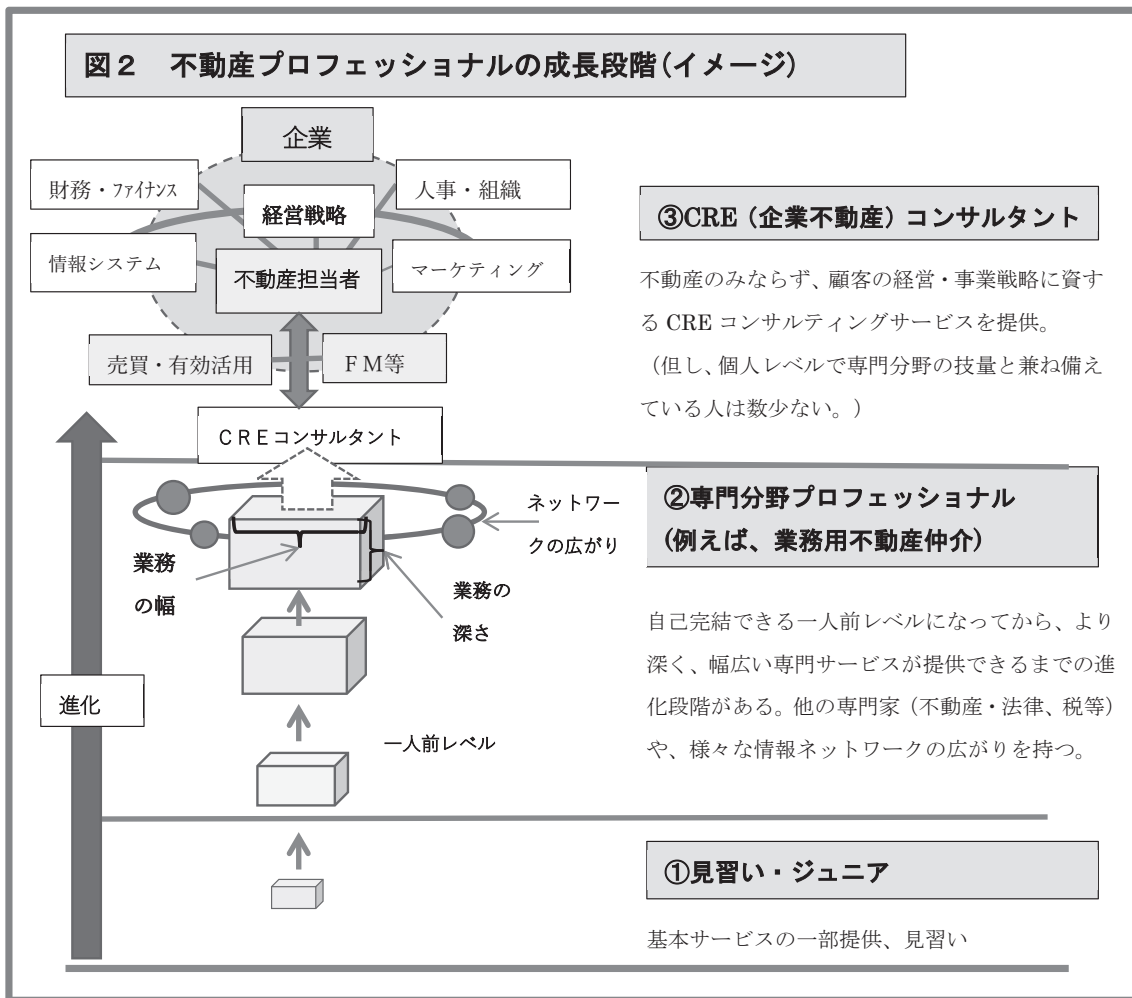 図２　不動産プロフェッショナルの成長段階(イメージ)
企業
財務・ﾌｧｲﾅﾝｽ
人事・組織
経営戦略
情報システム
不動産担当者
マーケティング
売買・有効活用
ＦＭ等
ＣＲＥコンサルタント
③CRE（企業不動産）コンサルタント
不動産のみならず、顧客の経営・事業戦略に資す
る CRE コンサルティングサービスを提供。
（但し、個人レベルで専門分野の技量と兼ね備え
ている人は数少ない。）
ネットワー
クの広がり
業務
の幅
業務の
深さ
②専門分野プロフェッショナル
(例えば、業務用不動産仲介)
自己完結できる一人前レベルになってから、より
深く、幅広い専門サービスが提供できるまでの進
化段階がある。他の専門家（不動産・法律、税等）
や、様々な情報ネットワークの広がりを持つ。
進化
一人前レベル
①見習い・ジュニア
基本サービスの一部提供、見習い